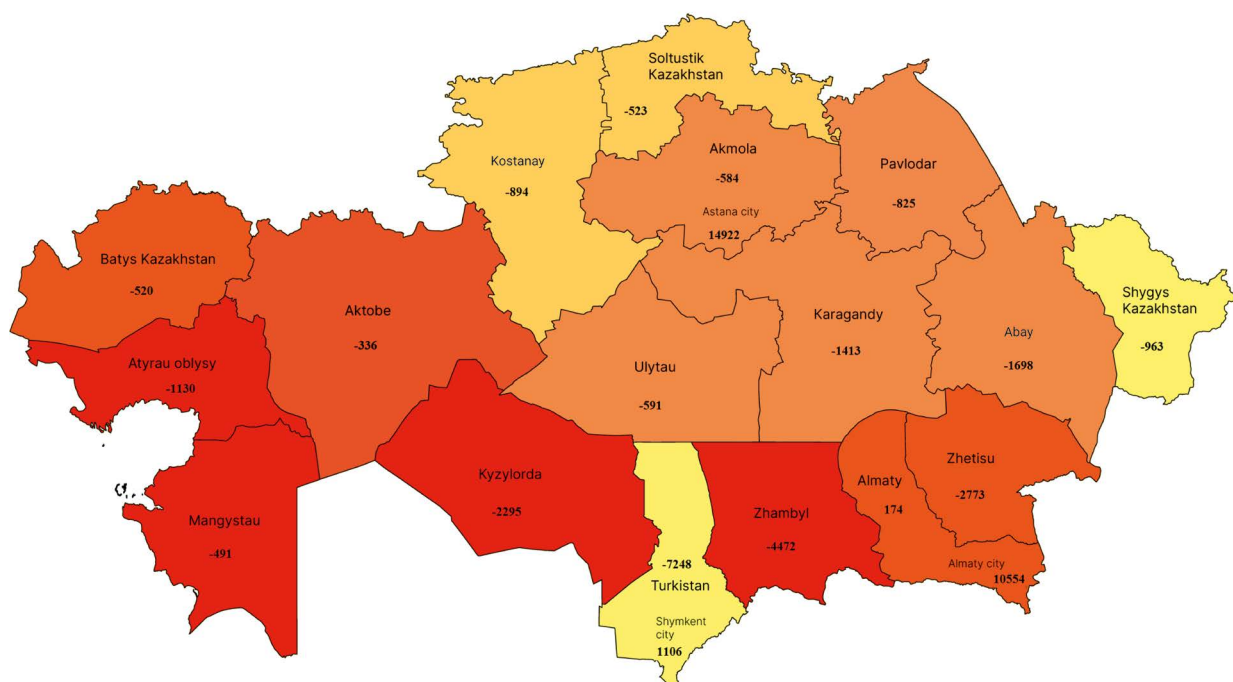 Soltustik
Kazakhstan
-523
Kostanay
-894
Akmola
-584
Astana city
14922
Pavlodar
-825
Batys Kazakhstan
-520
Aktobe
-336
Atyrau oblysy
-1130
Mangystau
-491
Ulytau
-591
Karagandy
-1413
Abay
-1698
Shygys
Kazakhstan
-963
Kyzylorda
-2295
-7248
Turkistan
Shymkent
city
1106
Zhambyl
-4472
Almaty
174
Zhetisu
-2773
Almaty city
10554